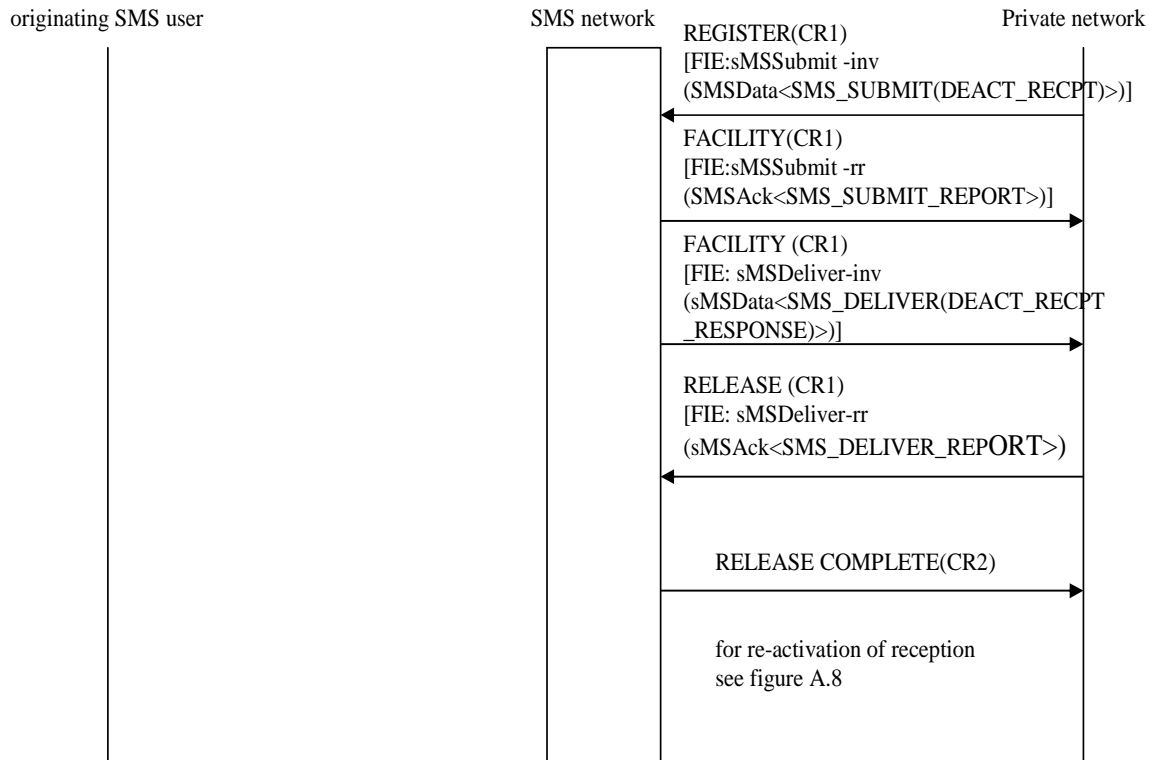 originating SMS user
SMS network
Private network
REGISTER(CR1)
[FIE:sMSSubmit -inv
(SMSData<SMS_SUBMIT(DEACT_RECPT)>)]
FACILITY(CR1)
[FIE:sMSSubmit -rr
(SMSAck<SMS_SUBMIT_REPORT>)]
FACILITY (CR1)
[FIE: sMSDeliver-inv
(sMSData<SMS_DELIVER(DEACT_RECPT
_RESPONSE)>)]
RELEASE (CR1)
[FIE: sMSDeliver-rr
(sMSAck<SMS_DELIVER_REPORT>)
RELEASE COMPLETE(CR2)
for re-activation of reception
see figure A.8